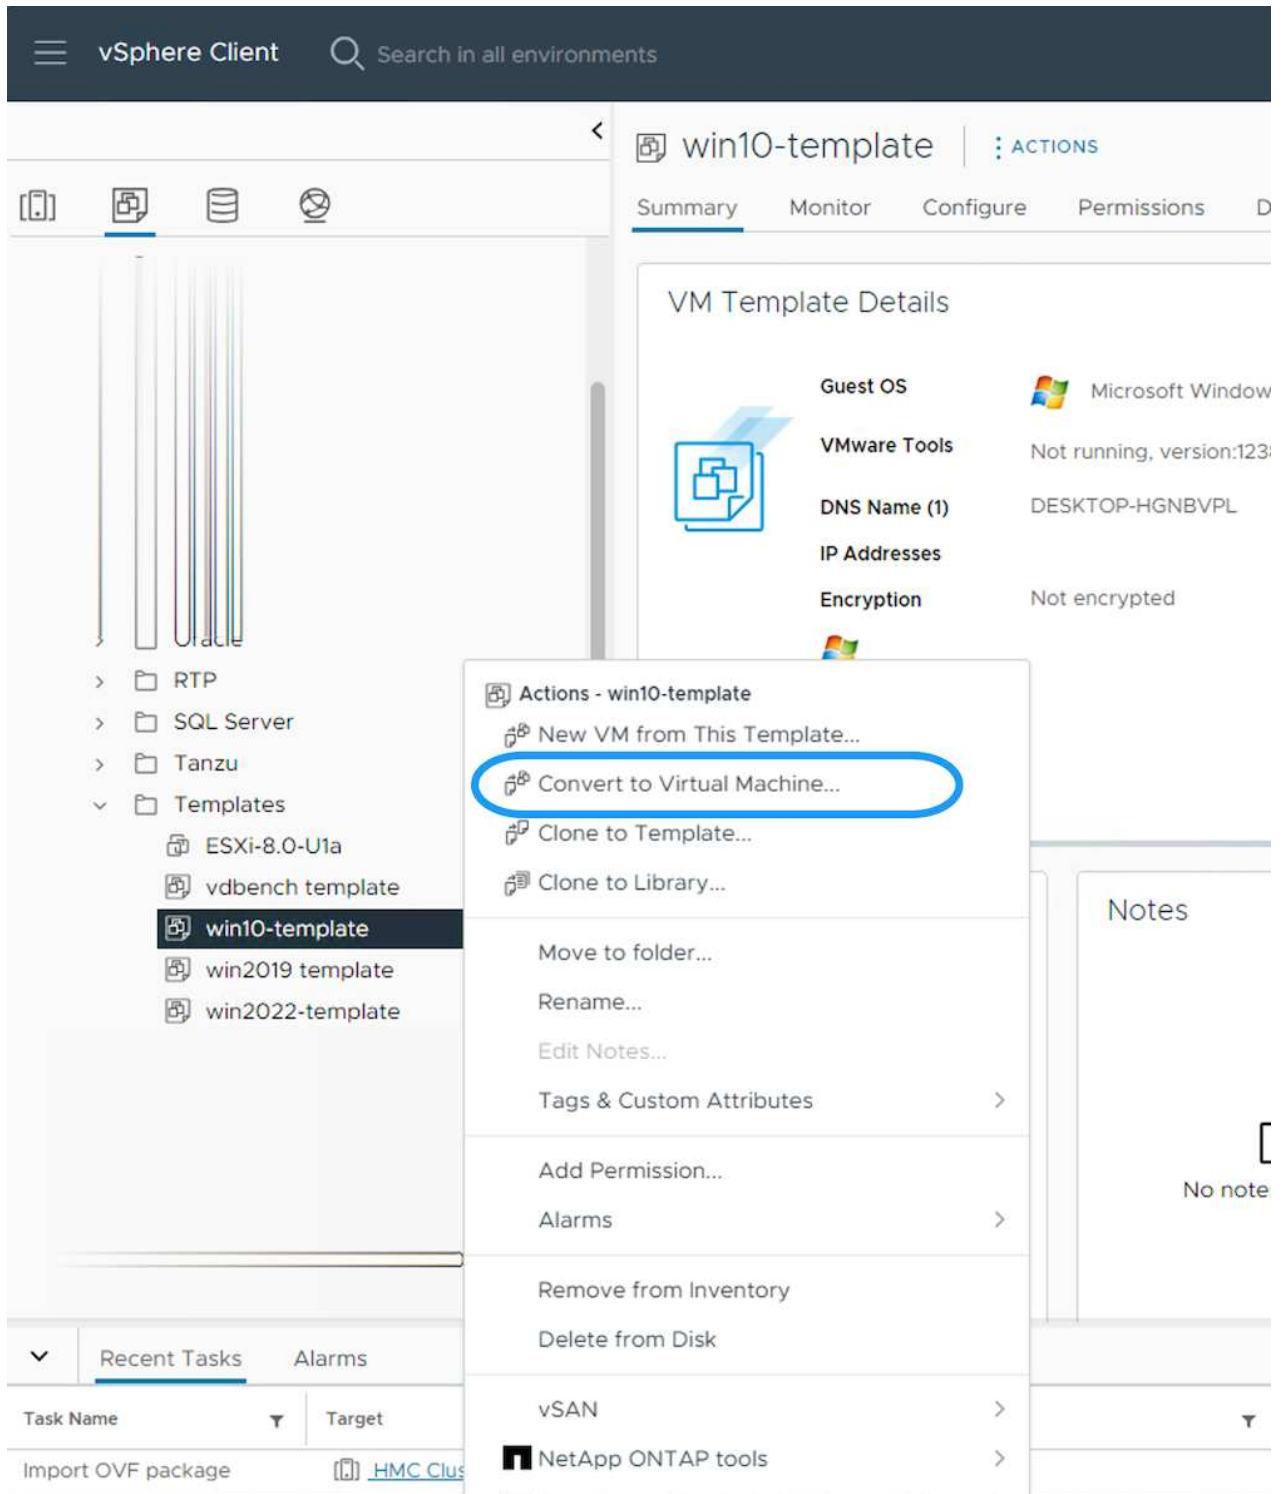 vSphere Client
Search in all environments
win10-template
ACTIONS
Summary Monitor Configure Permissions D
VM Template Details
Guest OS
Microsoft Window
VMware Tools
Not running, version:123
DNS Name (1)
DESKTOP-HGNBVPL
IP Addresses
Encryption
Not encrypted
Oracle
RTP
SQL Server
Tanzu
Templates
ESXi-8.0-U1a
vdbench template
win10-template
win2019 template
win2022-template
Actions - win10-template
New VM from This Template...
Convert to Virtual Machine...
Clone to Template...
Clone to Library...
Move to folder...
Rename...
Edit Notes...
Tags & Custom Attributes
Add Permission...
Alarms
Remove from Inventory
Delete from Disk
vSAN
NetApp ONTAP tools
Notes
No note
Recent Tasks Alarms
Task Name Target
Import OVF package HMC Clus